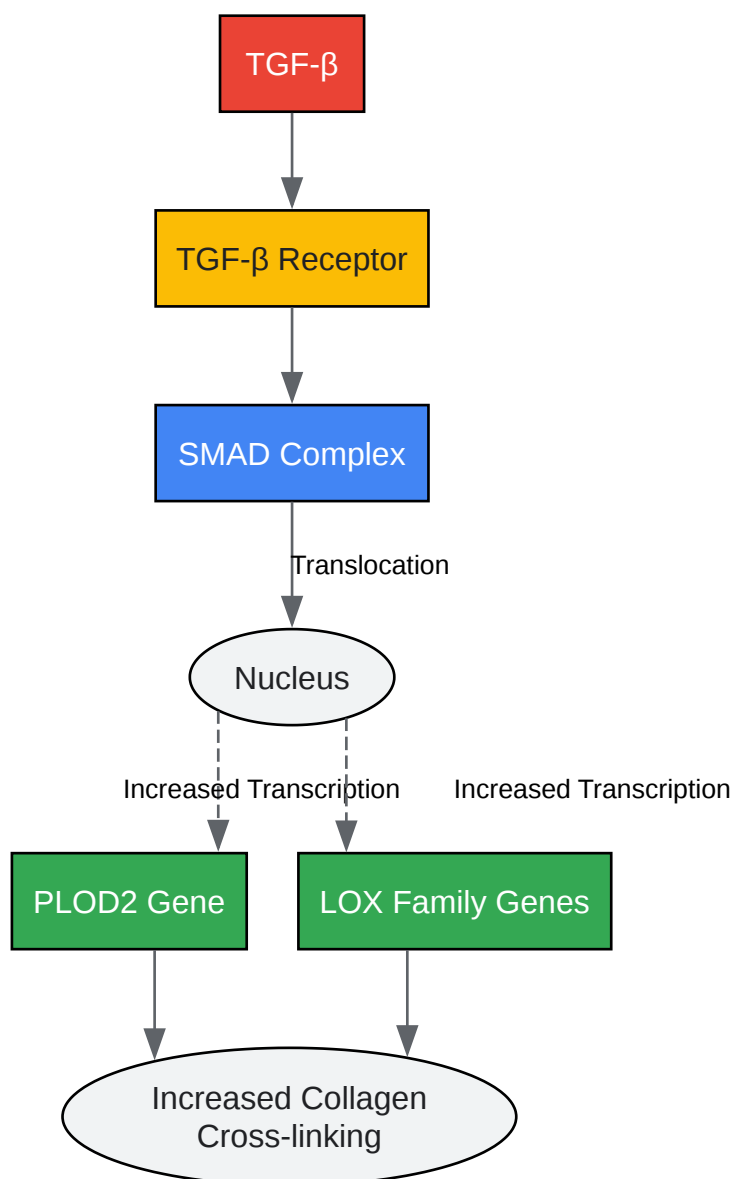 TGF-β
TGF-β Receptor
SMAD Complex
Translocation
Nucleus
Increased Transcription
Increased Transcription
PLOD2 Gene
LOX Family Genes
Increased Collagen
Cross-linking